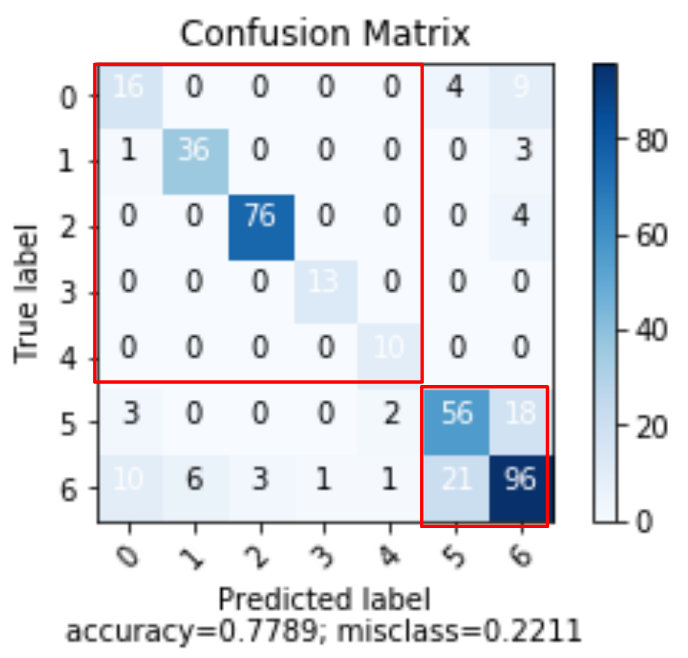 Confusion Matrix
0 16 0 0 0 0 4 9
1 1 36 0 0 0 0 3
2 0 0 76 0 0 0 4
3 0 0 0 13 0 0 0
4 0 0 0 0 10 0 0
5 3 0 0 0 2 56 18
6 10 6 3 1 1 21 96
True label
0 1 2 3 4 5 6
Predicted label
accuracy=0.7789; misclass=0.2211
80
60
40
20
0